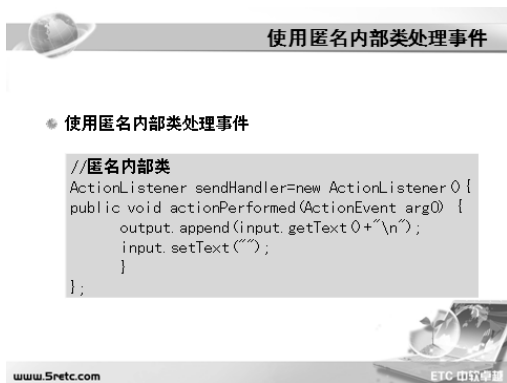 使用匿名内部类处理事件
使用匿名内部类处理事件
//匿名内部类
ActionListener sendHandler=new ActionListener(){
public void actionPerformed(ActionEvent arg0) {
output.append(input.getText()+"\n");
input.setText("");
}
};
www.5retc.com
ETC 中软卓越